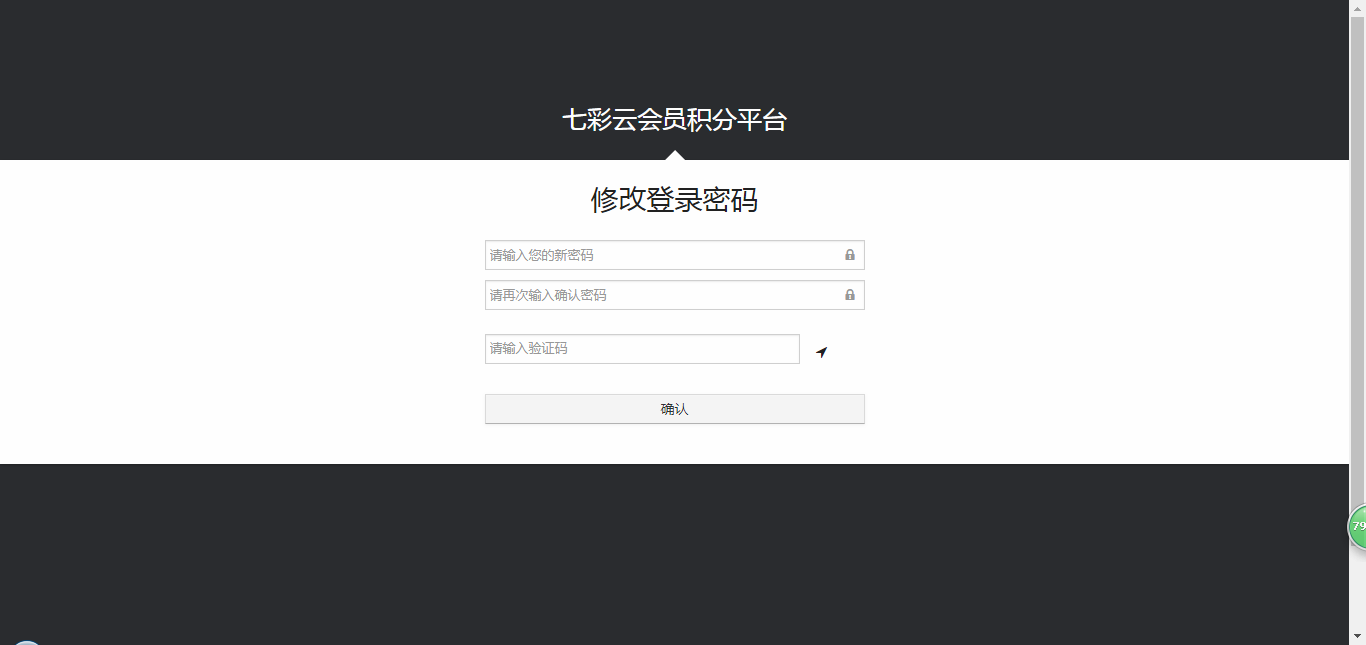 七彩云会员积分平台
修改登录密码
请输入您的新密码
请再次输入确认密码
请输入验证码
确认
79